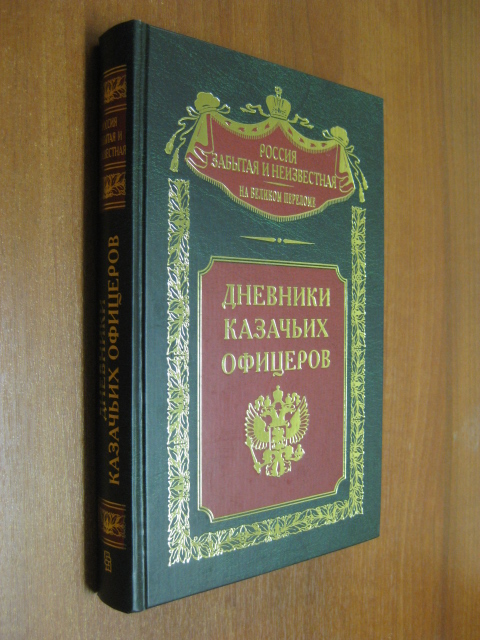 РОССИЯ
ЗАБЫТАЯ И НЕИЗВЕСТНАЯ
НА ВЕЛИКОМ ПЕРЕЛОМЕ
ДНЕВНИКИ
КАЗАЧЬИХ
ОФИЦЕРОВ
ДНЕВНИКИ
КАЗАЧЬИХ ОФИЦЕРОВ